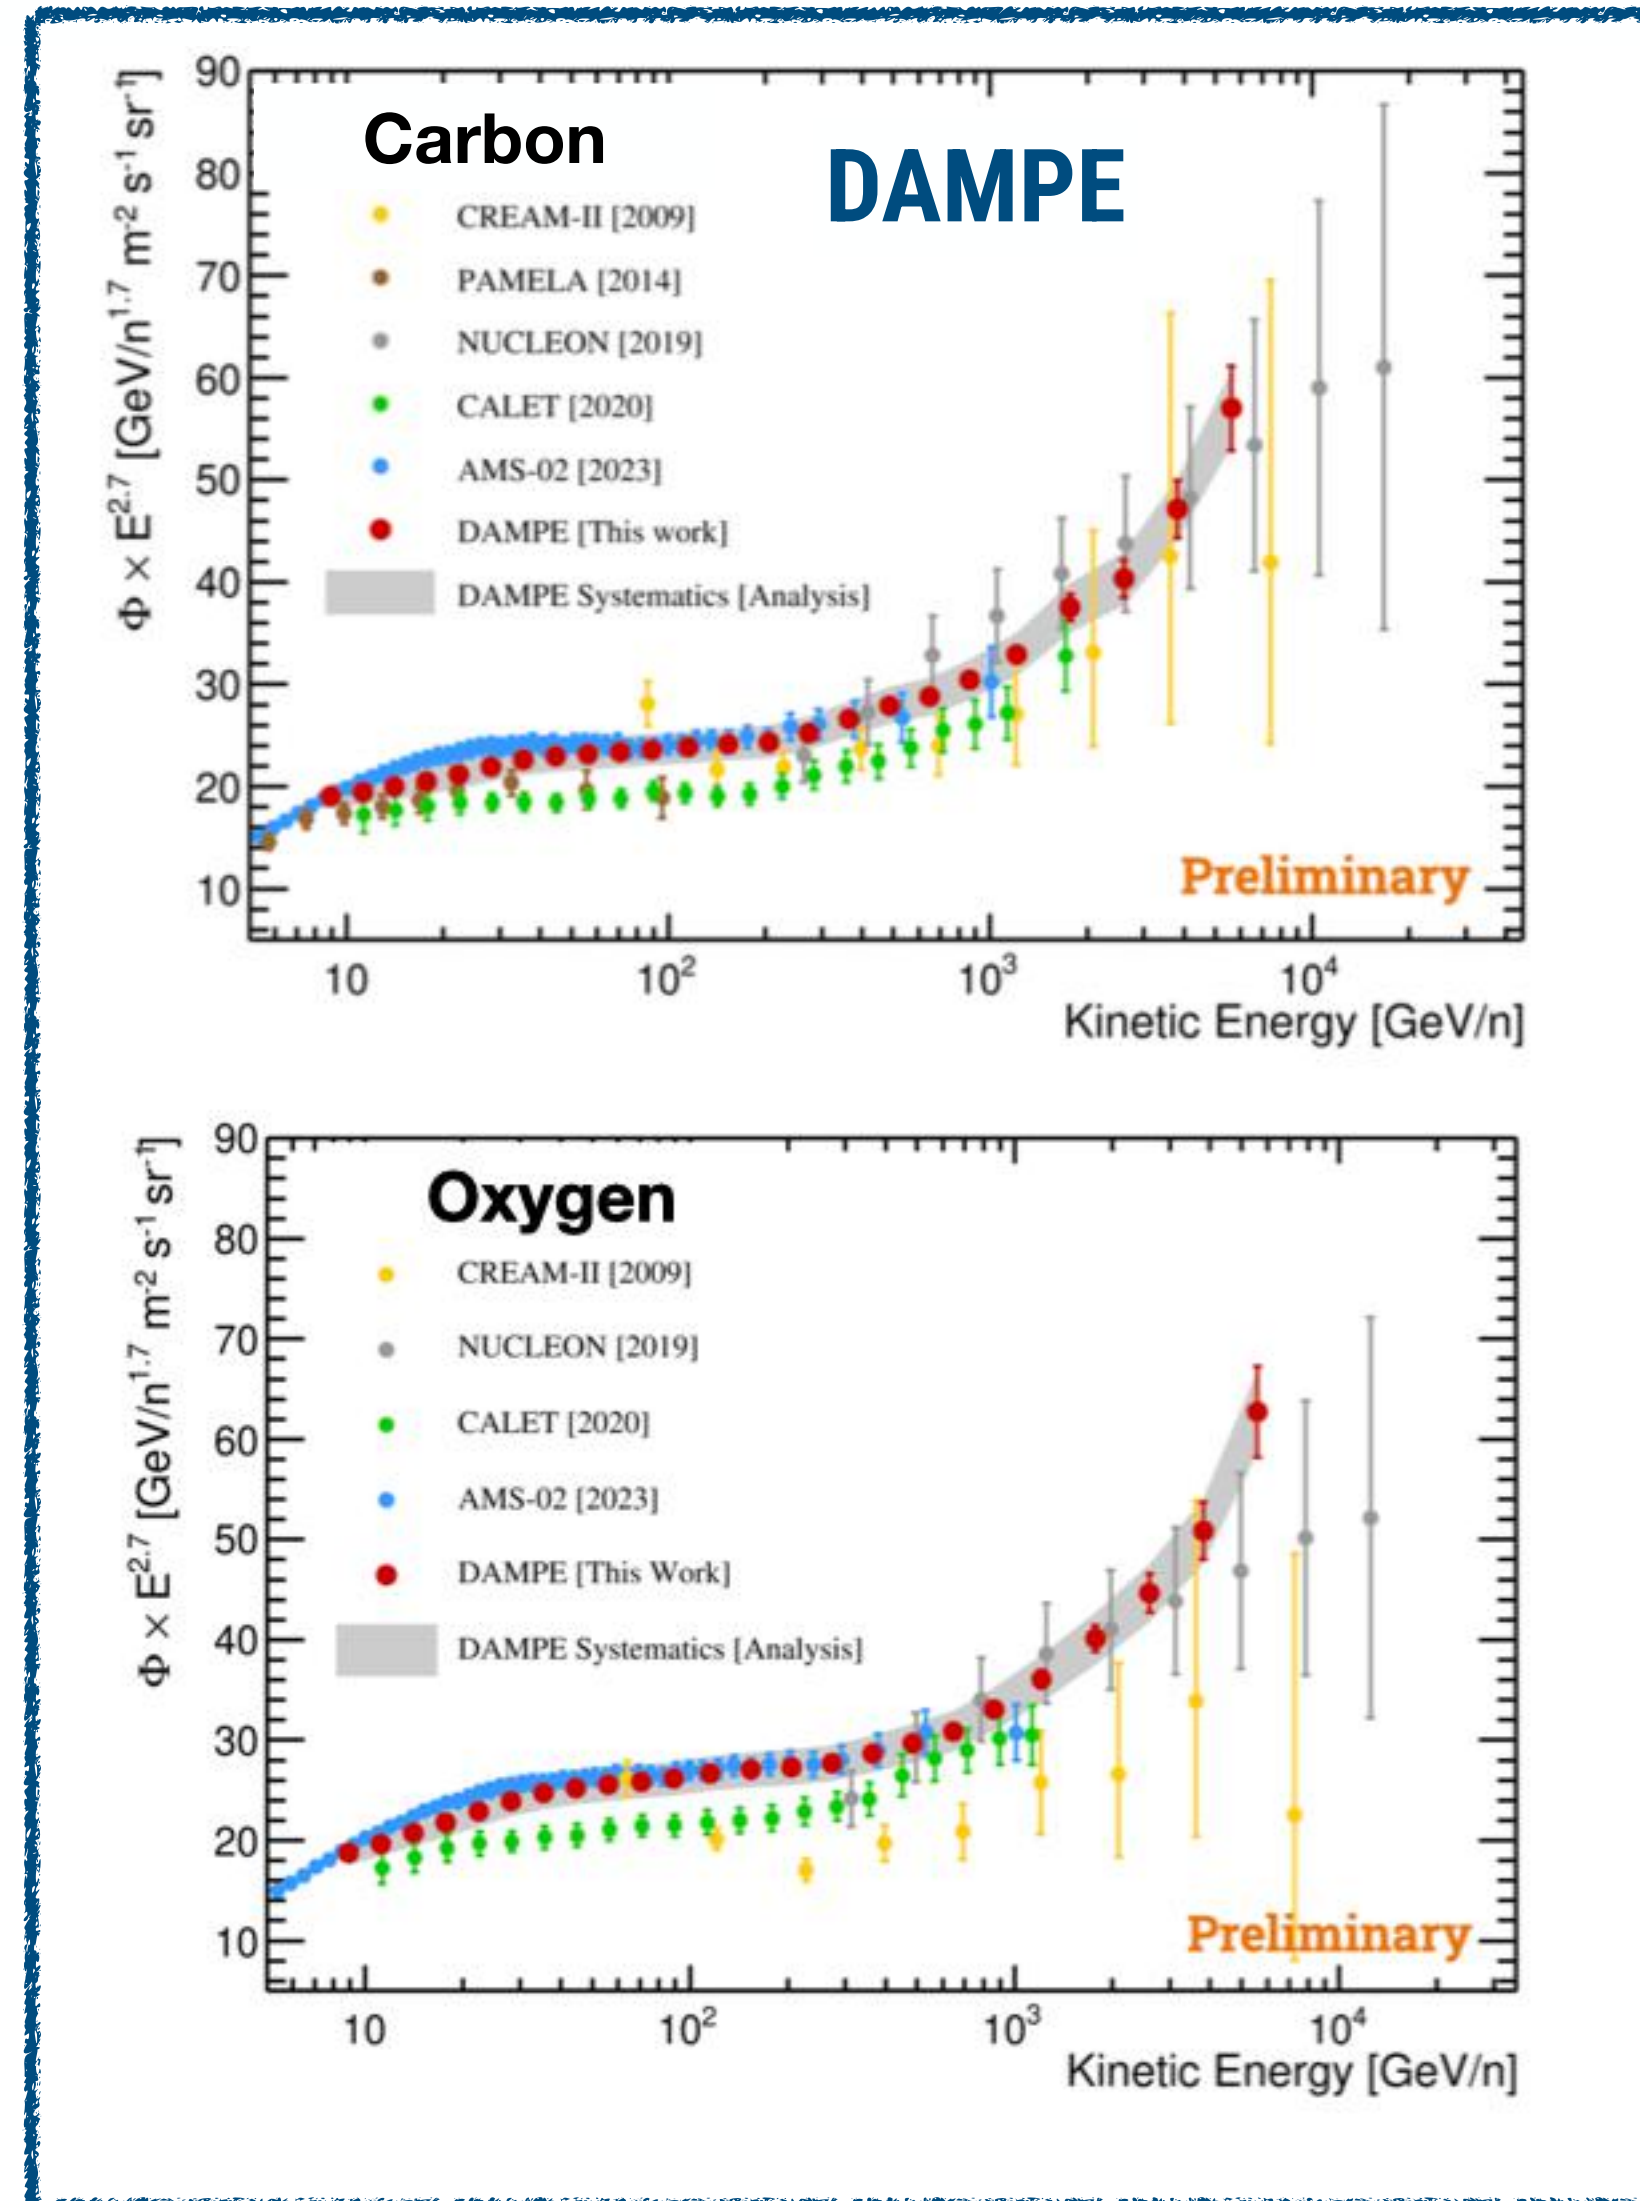 Carbon
DAMPE
CREAM-II [2009]
PAMELA [2014]
NUCLEON [2019]
CALET [2020]
AMS-02 [2023]
DAMPE [This work]
DAMPE Systematics [Analysis]
Preliminary
Φ × E^2.7 [GeV/n^1.7 m^-2 s^-1 sr^-1]
90
80
70
60
50
40
30
20
10
10 10^2 10^3 10^4
Kinetic Energy [GeV/n]
Oxygen
CREAM-II [2009]
NUCLEON [2019]
CALET [2020]
AMS-02 [2023]
DAMPE [This Work]
DAMPE Systematics [Analysis]
Preliminary
Φ × E^2.7 [GeV/n^1.7 m^-2 s^-1 sr^-1]
90
80
70
60
50
40
30
20
10
10 10^2 10^3 10^4
Kinetic Energy [GeV/n]